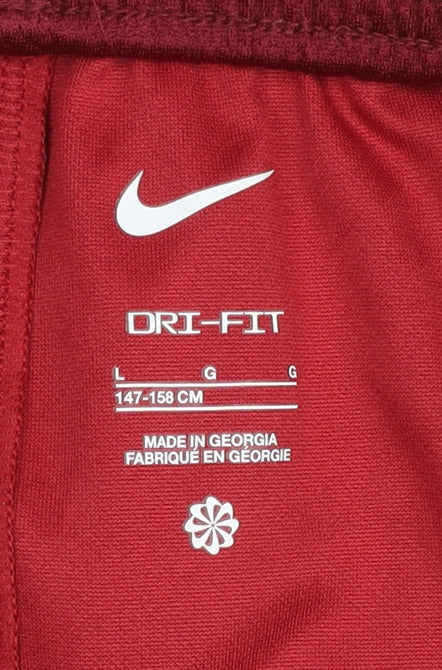 DRI-FIT
L G G
147-158 CM
MADE IN GEORGIA
FABRIQUÉ EN GÉORGIE